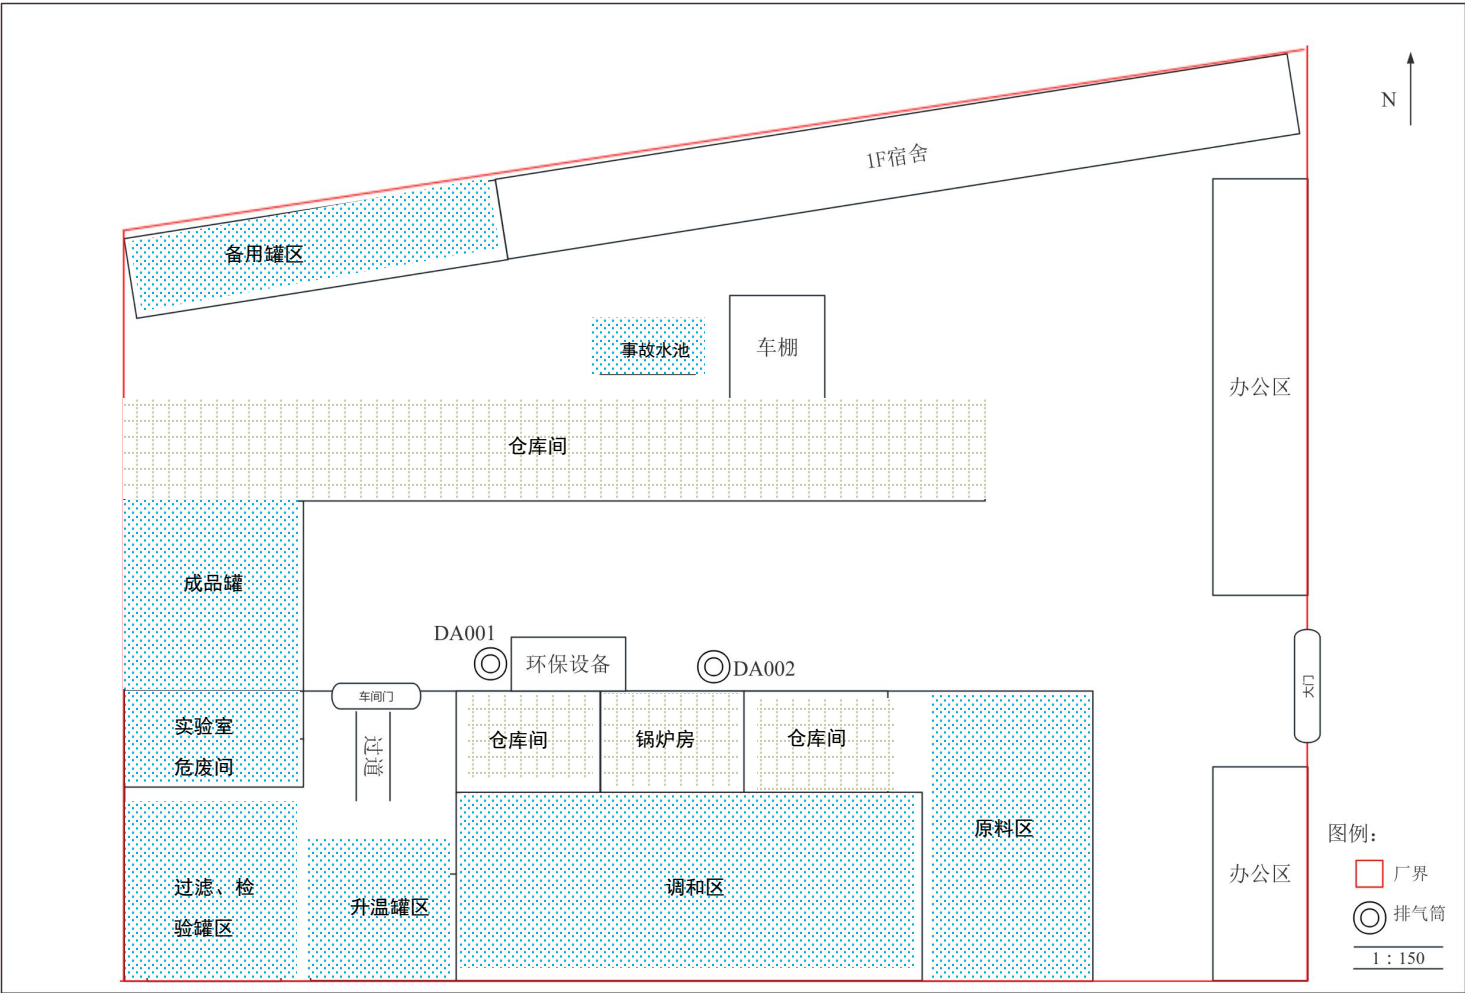 N
1F宿舍
备用罐区
事故水池
车棚
办公区
仓库间
成品罐
DA001
环保设备
DA002
大门
车间门
实验室
危废间
过道
仓库间
锅炉房
仓库间
原料区
过滤、检
验罐区
升温罐区
调和区
办公区
图例：
厂界
排气筒
1：150